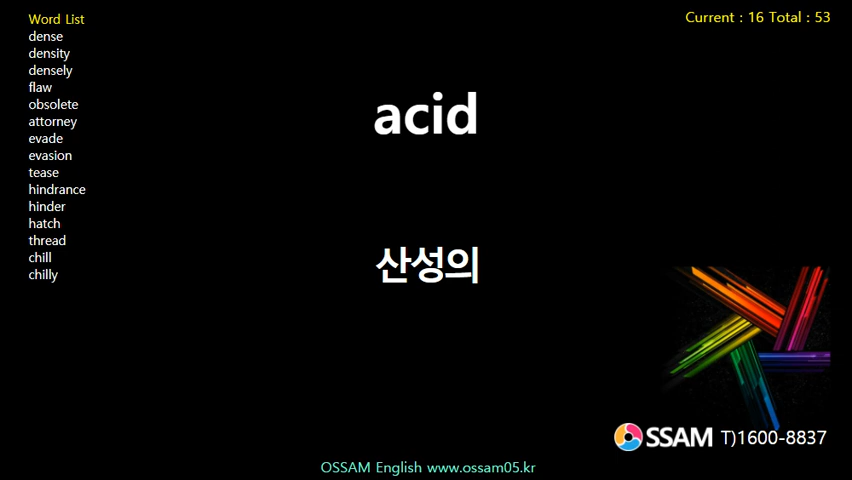 Word List
dense
density
densely
flaw
obsolete
attorney
evade
evasion
tease
hindrance
hinder
hatch
thread
chill
chilly
Current : 16 Total : 53
acid
산성의
SSAM T)1600-8837
OSSAM English www.ossam05.kr